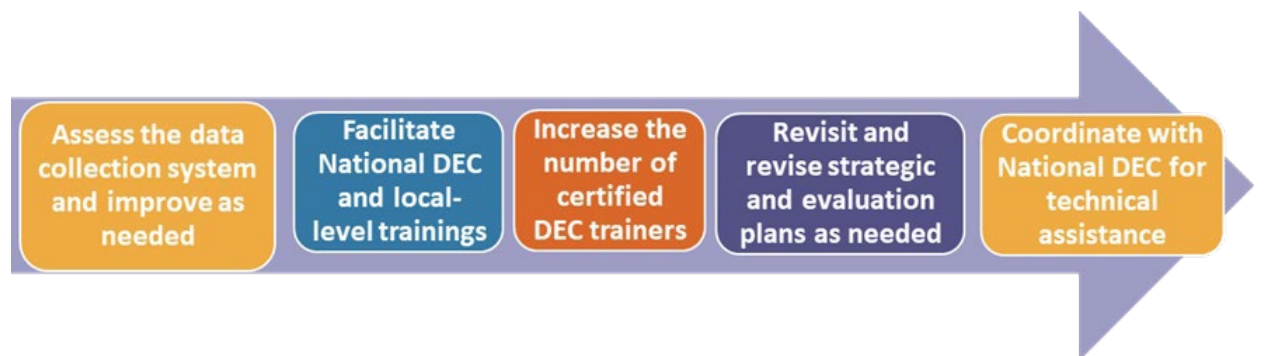 Assess the data
collection system
and improve as
needed
Facilitate
National DEC
and local-
level trainings
Increase the
number of
certified
DEC trainers
Revisit and
revise strategic
and evaluation
plans as needed
Coordinate with
National DEC for
technical
assistance